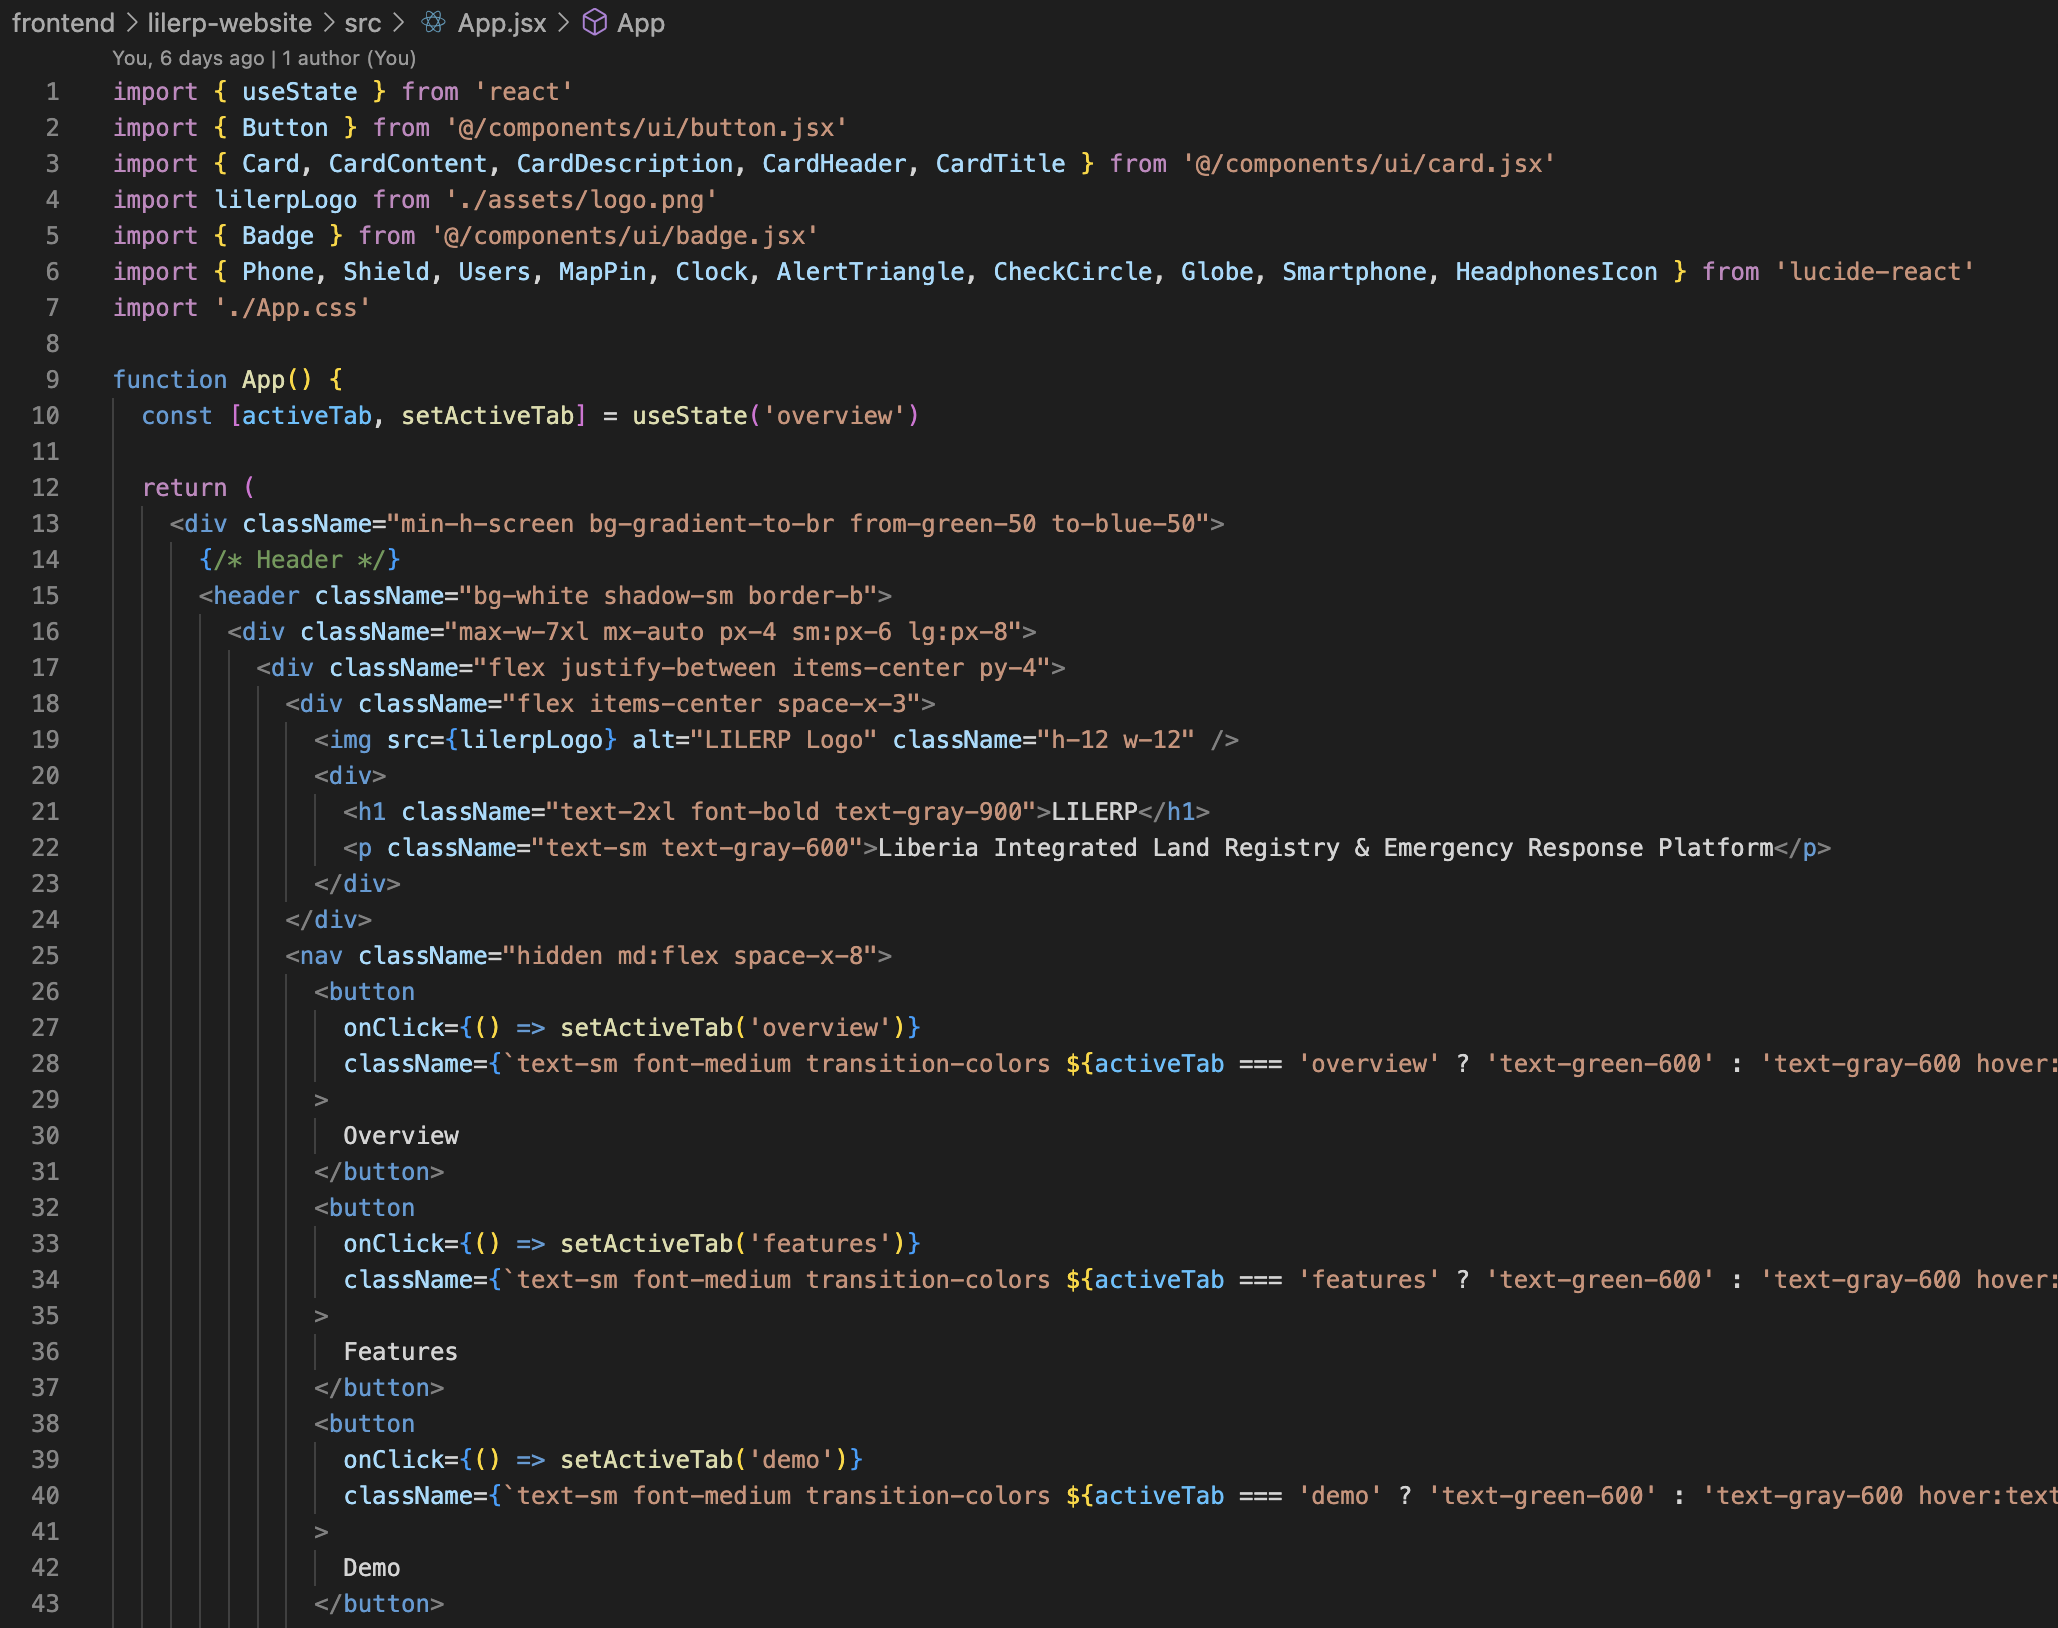 frontend > lilerp-website > src > App.jsx > App
You, 6 days ago | 1 author (You)
1 import { useState } from 'react'
2 import { Button } from '@/components/ui/button.jsx'
3 import { Card, CardContent, CardDescription, CardHeader, CardTitle } from '@/components/ui/card.jsx'
4 import lilerpLogo from './assets/logo.png'
5 import { Badge } from '@/components/ui/badge.jsx'
6 import { Phone, Shield, Users, MapPin, Clock, AlertTriangle, CheckCircle, Globe, Smartphone, HeadphonesIcon } from 'lucide-react'
7 import './App.css'
8
9 function App() {
10   const [activeTab, setActiveTab] = useState('overview')
11
12   return (
13     <div className="min-h-screen bg-gradient-to-br from-green-50 to-blue-50">
14       {/* Header */}
15       <header className="bg-white shadow-sm border-b">
16         <div className="max-w-7xl mx-auto px-4 sm:px-6 lg:px-8">
17           <div className="flex justify-between items-center py-4">
18             <div className="flex items-center space-x-3">
19               <img src={lilerpLogo} alt="LILERP Logo" className="h-12 w-12" />
20               <div>
21                 <h1 className="text-2xl font-bold text-gray-900">LILERP</h1>
22                 <p className="text-sm text-gray-600">Liberia Integrated Land Registry & Emergency Response Platform</p>
23               </div>
24             </div>
25             <nav className="hidden md:flex space-x-8">
26               <button
27                 onClick={() => setActiveTab('overview')}
28                 className={`text-sm font-medium transition-colors ${activeTab === 'overview' ? 'text-green-600' : 'text-gray-600 hover:
29               >
30                 Overview
31               </button>
32               <button
33                 onClick={() => setActiveTab('features')}
34                 className={`text-sm font-medium transition-colors ${activeTab === 'features' ? 'text-green-600' : 'text-gray-600 hover:
35               >
36                 Features
37               </button>
38               <button
39                 onClick={() => setActiveTab('demo')}
40                 className={`text-sm font-medium transition-colors ${activeTab === 'demo' ? 'text-green-600' : 'text-gray-600 hover:text
41               >
42                 Demo
43               </button>